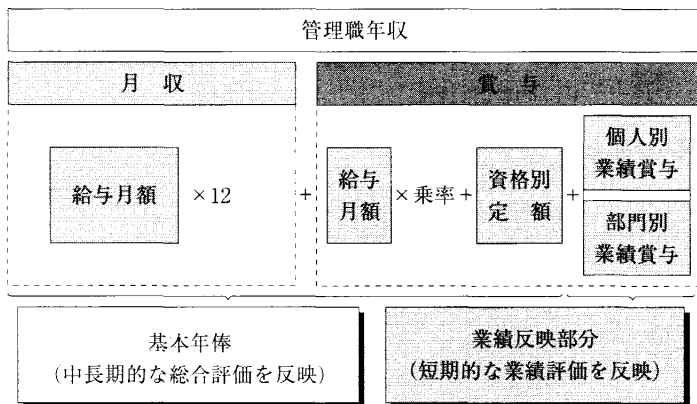 管理職年収
月収
賞与
給与月額
×12
+
給与
月額
×乗率+
資格別
定額
+
個人別
業績賞与
部門別
業績賞与
基本年俸
(中長期的な総合評価を反映)
業績反映部分
(短期的な業績評価を反映)